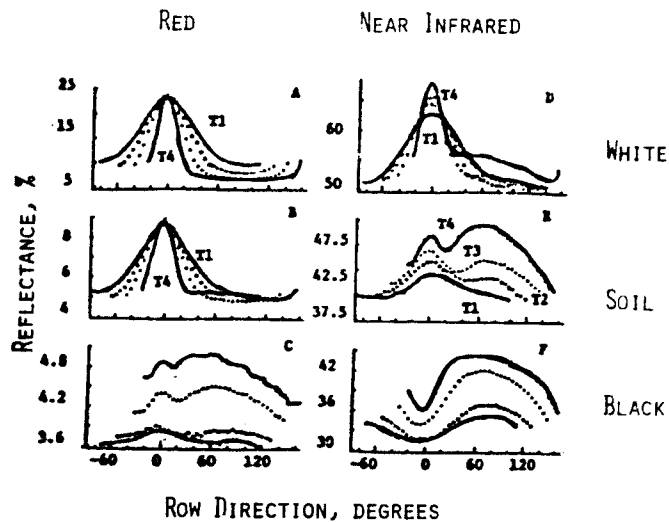 RED NEAR INFRARED
25 A T1 T4 D
15 T4 60 T1 WHITE
5 50
8 B T1 47.5 T4 E T3
6 T4 42.5
4 37.5 T1 T2 SOIL
4.8 C 42 F
4.2 36 BLACK
3.6 30
-60 0 60 120 -60 0 60 120
REFLECTANCE, %
ROW DIRECTION, DEGREES